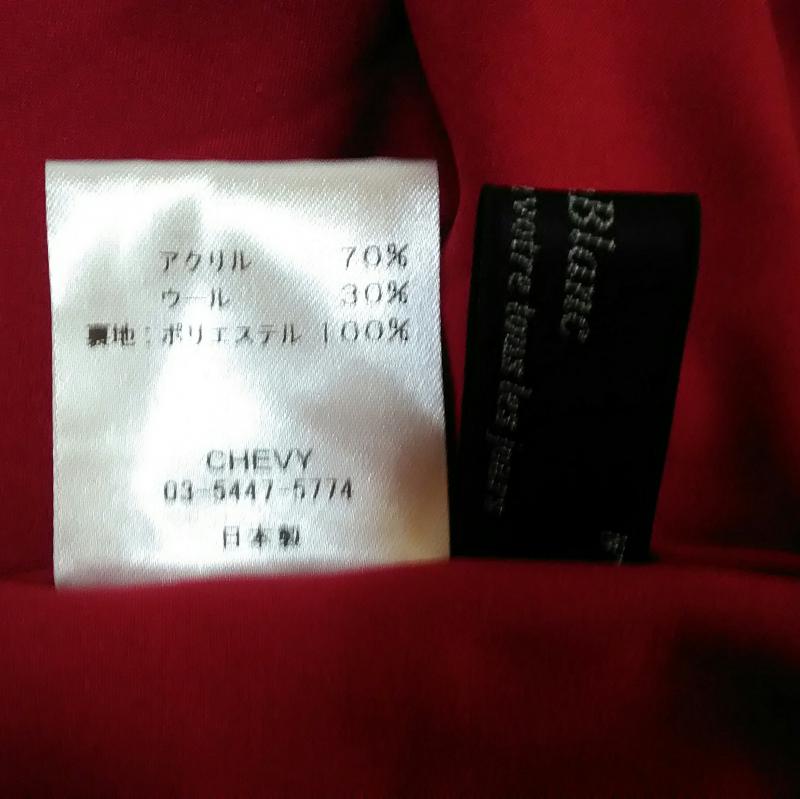 アクリル 70%
ウール 30%
裏地:ポリエステル 100%
CHEVY
03-5447-5774
日本製
Blanc
votre tous les jours